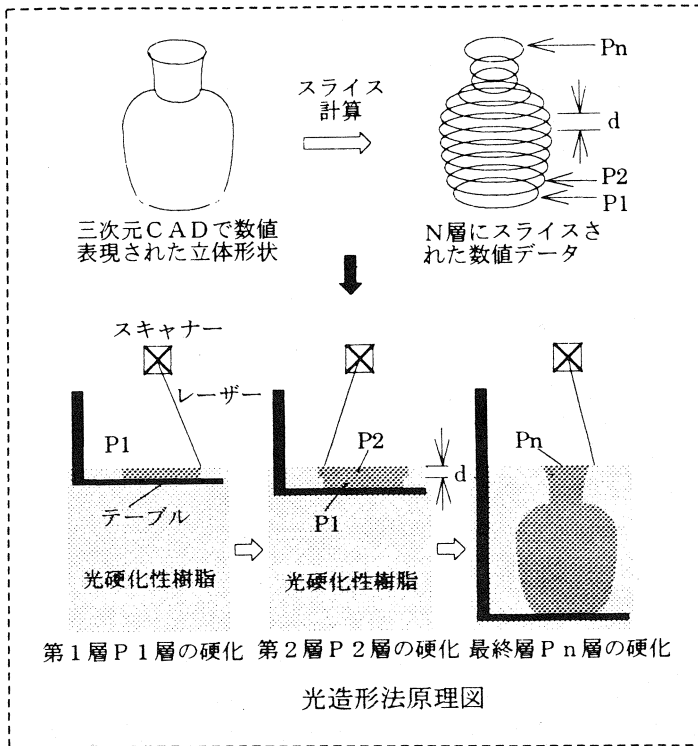 Pn
スライス
計算
d
P2
P1
三次元CADで数値
表現された立体形状
N層にスライスさ
れた数値データ
スキャナー
レーザー
P1
P2
d
Pn
テーブル
P1
光硬化性樹脂
光硬化性樹脂
第1層P1層の硬化
第2層P2層の硬化
最終層Pn層の硬化
光造形法原理図